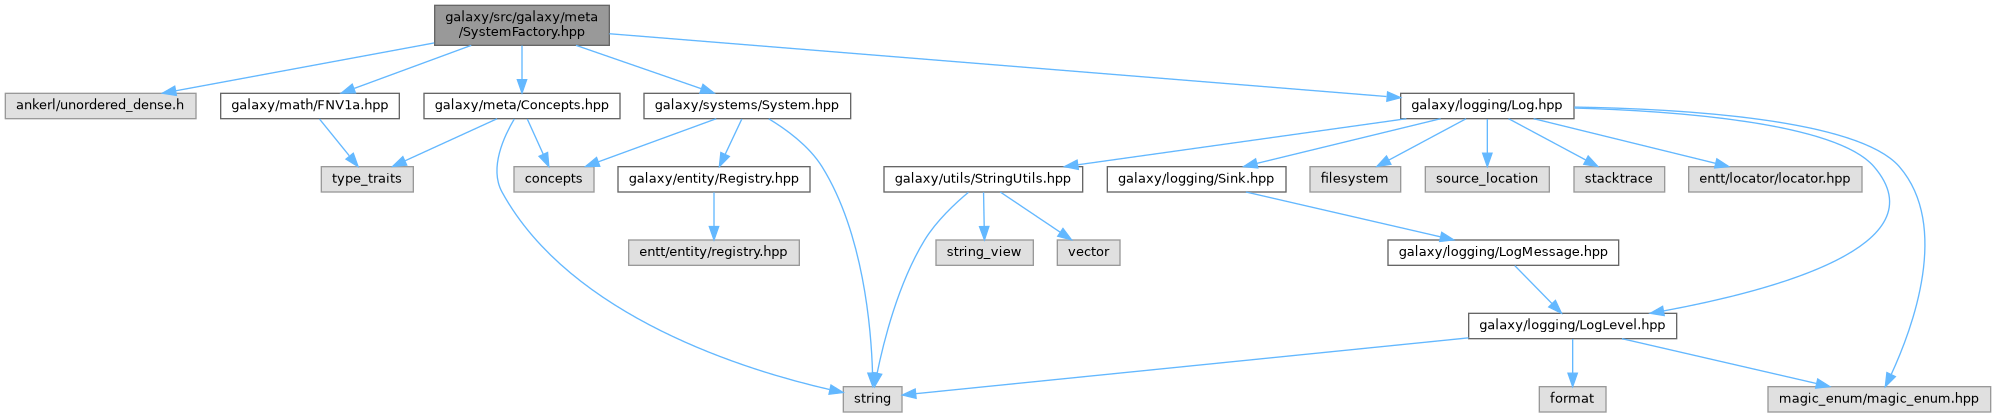 galaxy/src/galaxy/meta
/SystemFactory.hpp
ankerl/unordered_dense.h
galaxy/math/FNV1a.hpp
galaxy/meta/Concepts.hpp
galaxy/systems/System.hpp
galaxy/logging/Log.hpp
type_traits
concepts
galaxy/entity/Registry.hpp
galaxy/utils/StringUtils.hpp
galaxy/logging/Sink.hpp
filesystem
source_location
stacktrace
entt/locator/locator.hpp
entt/entity/registry.hpp
string_view
vector
galaxy/logging/LogMessage.hpp
galaxy/logging/LogLevel.hpp
string
format
magic_enum/magic_enum.hpp